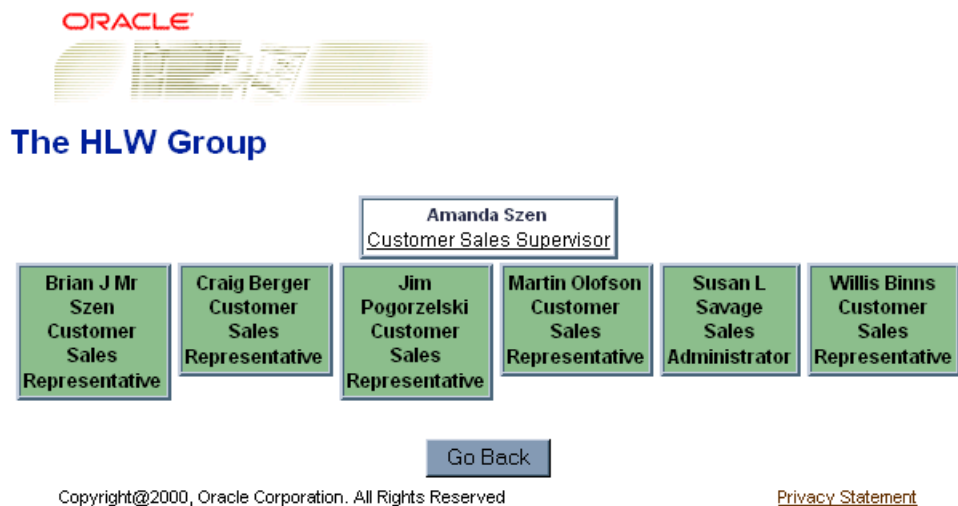 ORACLE
The HLW Group
Amanda Szen
Customer Sales Supervisor
Brian J Mr
Szen
Customer
Sales
Representative
Craig Berger
Customer
Sales
Representative
Jim
Pogorzelski
Customer
Sales
Representative
Martin Olofson
Customer
Sales
Representative
Susan L
Savage
Sales
Administrator
Willis Binns
Customer
Sales
Representative
Go Back
Copyright@2000, Oracle Corporation. All Rights Reserved
Privacy Statement